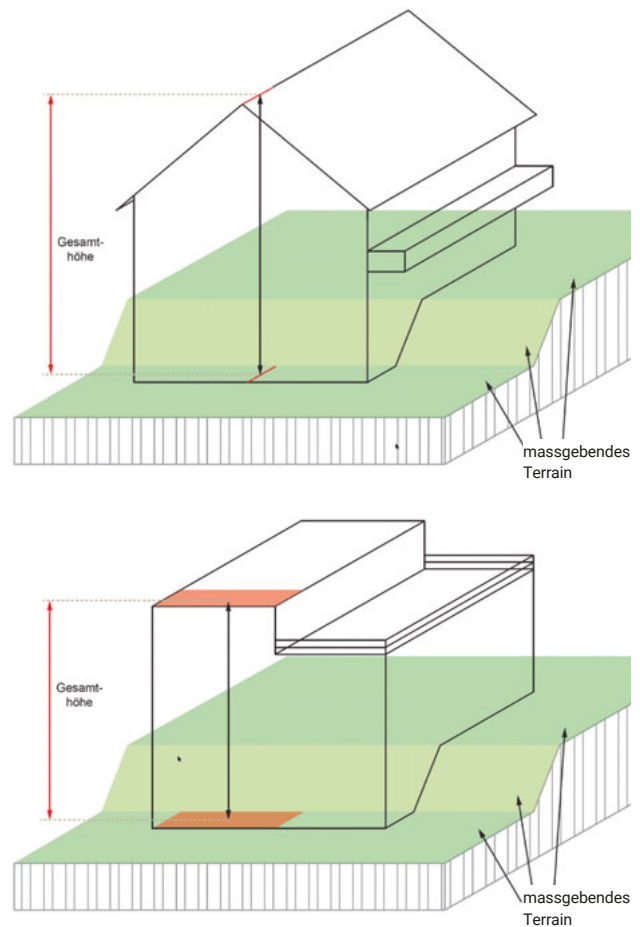 Gesamt-
höhe
massgebendes
Terrain
Gesamt-
höhe
massgebendes
Terrain